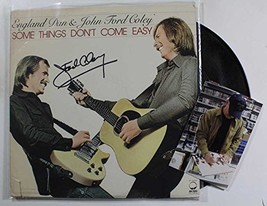 England Dan & John Ford Coley
SOME THINGS DON'T COME EASY